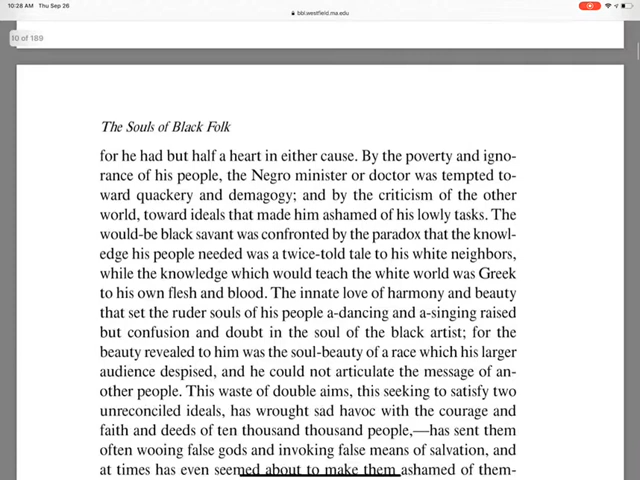 10:28 AM Thu Sep 26
bbl.westfield.ma.edu
10 of 189
The Souls of Black Folk
for he had but half a heart in either cause. By the poverty and igno-
rance of his people, the Negro minister or doctor was tempted to-
ward quackery and demagogy; and by the criticism of the other
world, toward ideals that made him ashamed of his lowly tasks. The
would-be black savant was confronted by the paradox that the knowl-
edge his people needed was a twice-told tale to his white neighbors,
while the knowledge which would teach the white world was Greek
to his own flesh and blood. The innate love of harmony and beauty
that set the ruder souls of his people a-dancing and a-singing raised
but confusion and doubt in the soul of the black artist; for the
beauty revealed to him was the soul-beauty of a race which his larger
audience despised, and he could not articulate the message of an-
other people. This waste of double aims, this seeking to satisfy two
unreconciled ideals, has wrought sad havoc with the courage and
faith and deeds of ten thousand thousand people,—has sent them
often wooing false gods and invoking false means of salvation, and
at times has even seemed about to make them ashamed of them-